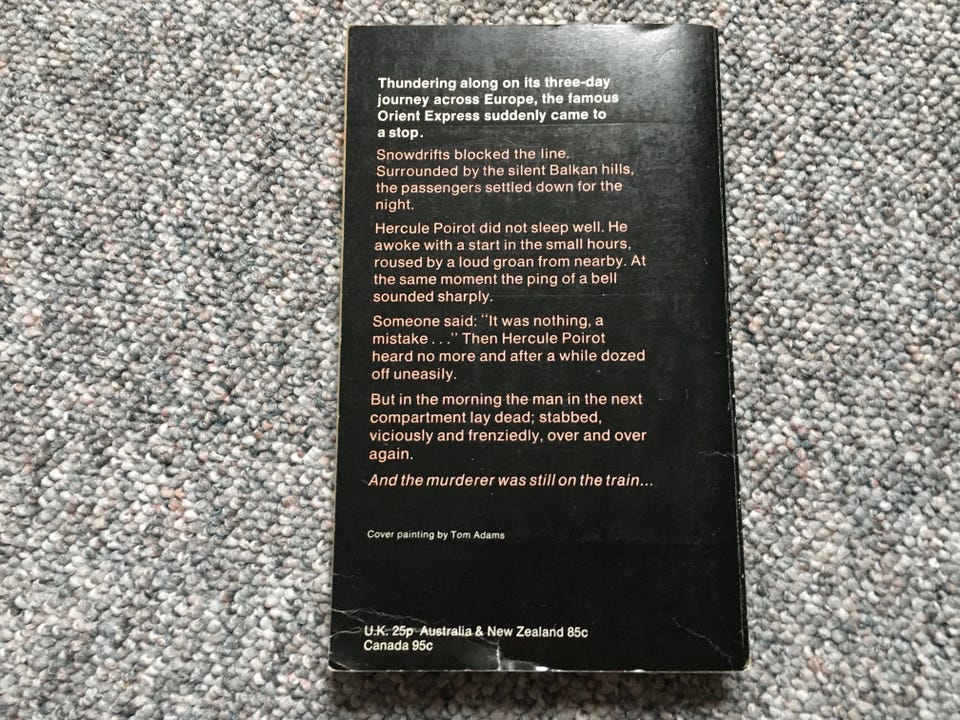 Thundering along on its three-day
journey across Europe, the famous
Orient Express suddenly came to
a stop.
Snowdrifts blocked the line.
Surrounded by the silent Balkan hills,
the passengers settled down for the
night.
Hercule Poirot did not sleep well. He
awoke with a start in the small hours,
roused by a loud groan from nearby. At
the same moment the ping of a bell
sounded sharply.
Someone said: “It was nothing, a
mistake . . .” Then Hercule Poirot
heard no more and after a while dozed
off uneasily.
But in the morning the man in the next
compartment lay dead; stabbed,
viciously and frenziedly, over and over
again.
And the murderer was still on the train...
Cover painting by Tom Adams
U.K. 25p Australia & New Zealand 85c
Canada 95c